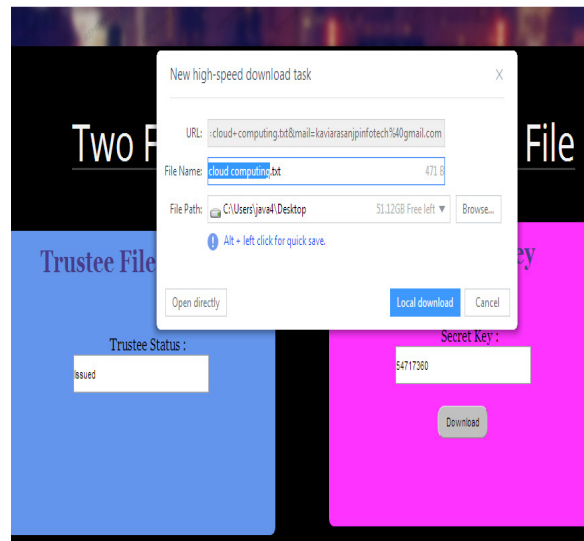 New high-speed download task
URL: :cloud+computing.txt&mail=kaviarasanjpinfotech%40gmail.com
Two F File
File Name: cloud computing.txt 471 B
File Path: C:\Users\java4\Desktop 51.12GB Free left ▼ Browse...
Alt + left click for quick save.
Trustee File ey
Open directly Local download Cancel
Trustee Status : Secret Key :
Issued 54717360
Download